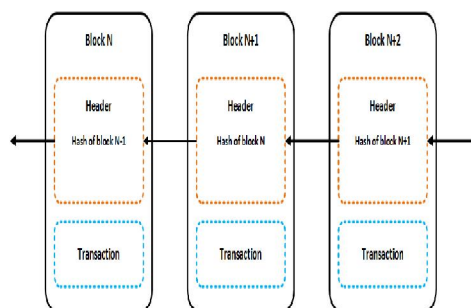 Block N
Header
Hash of block N-1
Transaction
Block N+1
Header
Hash of block N
Transaction
Block N+2
Header
Hash of block N+1
Transaction